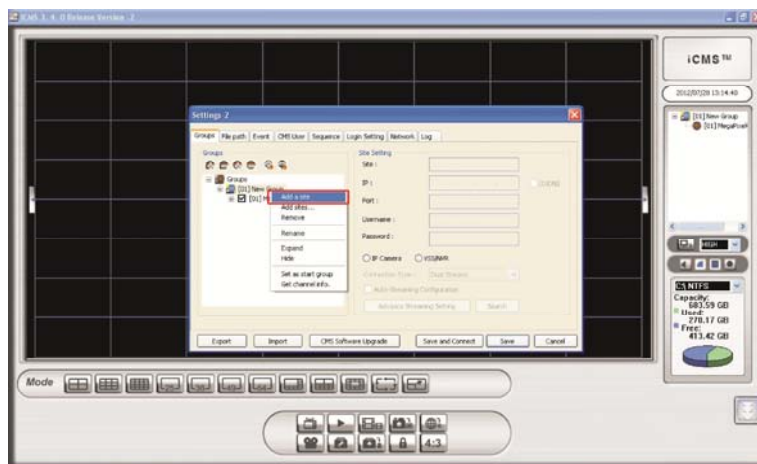 iCMS 3. 4. 0 Release Version :2
iCMS™
2012/07/20 13:14:40
[01] New Group
Settings 2
Groups File path Event CMS User Sequence Login Setting Network Log
Groups
Groups
[01] New Group
[01]
Add a site
Add sites...
Remove
Rename
Expand
Hide
Set as start group
Get channel info.
Site Setting
Site :
IP :
Port :
Username :
Password :
IP Camera
Connection Type : Dual Streams
Auto Streaming Configuration
Advance Streaming Setting Search
Export Import CMS Software Upgrade Save and Connect Save Cancel
HIGH
C:\ NTFS
Capacity:
683.59 GB
Used:
270.17 GB
Free:
413.42 GB
Mode
4:3